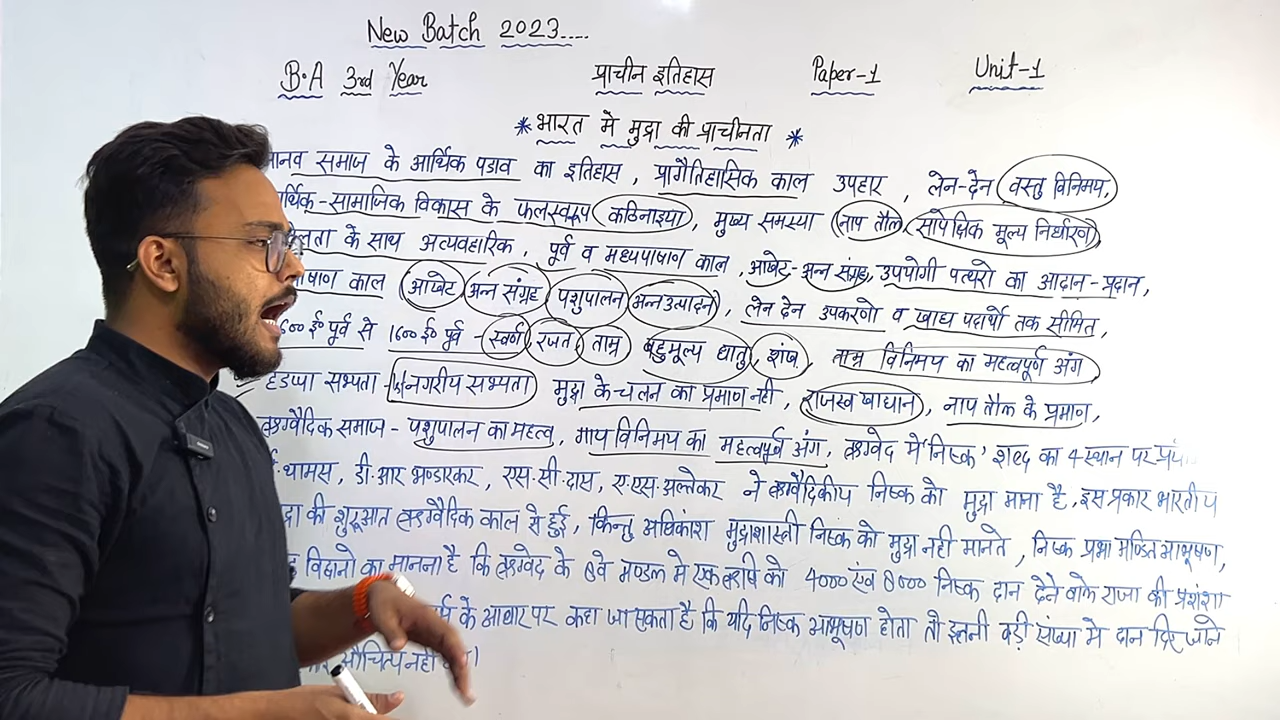 New Batch 2023....
B.A 3rd Year प्राचीन इतिहास Paper-1 Unit-1
* भारत मे मुद्रा की प्राचीनता *
मानव समाज के आर्थिक पडाव का इतिहास, प्रागैतिहासिक काल उपहार, लेन-देन वस्तु विनिमय,
आर्थिक-सामाजिक विकास के फलस्वरूप कठिनाइया, मुख्य समस्या नाप तौल, सापेक्षिक मूल्य निर्धारण
के साथ अत्यवहारिक, पूर्व व मध्यपाषाण काल, आखेट-अन्न संग्रह, उपयोगी पत्थरो का आदान-प्रदान,
पाषाण काल आखेट अन्न संग्रह पशुपालन अन्न उत्पादन, लेन देन उपकरणो व खाद्य पदार्थो तक सीमित,
ई० पूर्व से 1600 ई० पूर्व - स्वर्ण रजत, ताम्र बहुमूल्य धातु, शंख, ताम्र विनिमय का महत्वपूर्ण अंग
हडप्पा सभ्यता - नगरीय सभ्यता मुद्रा के चलन का प्रमाण नही, राजस्व खाद्यान, नाप तौल के प्रमाण,
ऋग्वैदिक समाज - पशुपालन का महत्व, गाय विनिमय का महत्वपूर्ण अंग, ऋग्वेद मे 'निष्क' शब्द का 4 स्थान पर
थामस, डी.आर भण्डारकर, एस.सी.दास, ए.एस.अल्तेकर ने ऋग्वैदिकीय निष्क को मुद्रा माना है, इस प्रकार भारतीय
की शुरूआत ऋग्वैदिक काल से हुई, किन्तु अधिकांश मुद्राशास्ती निष्क को मुद्रा नही मानते, निष्क प्रभा मण्डित आभूषण,
विद्वानो का मानना है कि ऋग्वेद के 8वे मण्डल मे एक ऋषि को 4000 एंव 8000 निष्क दान देने वाले राजा की प्रशंशा
के आधार पर कहा जा सकता है कि यदि निष्क आभूषण होता तो इतनी बड़ी संख्या मे दान दिए जाने
औचित्य नही